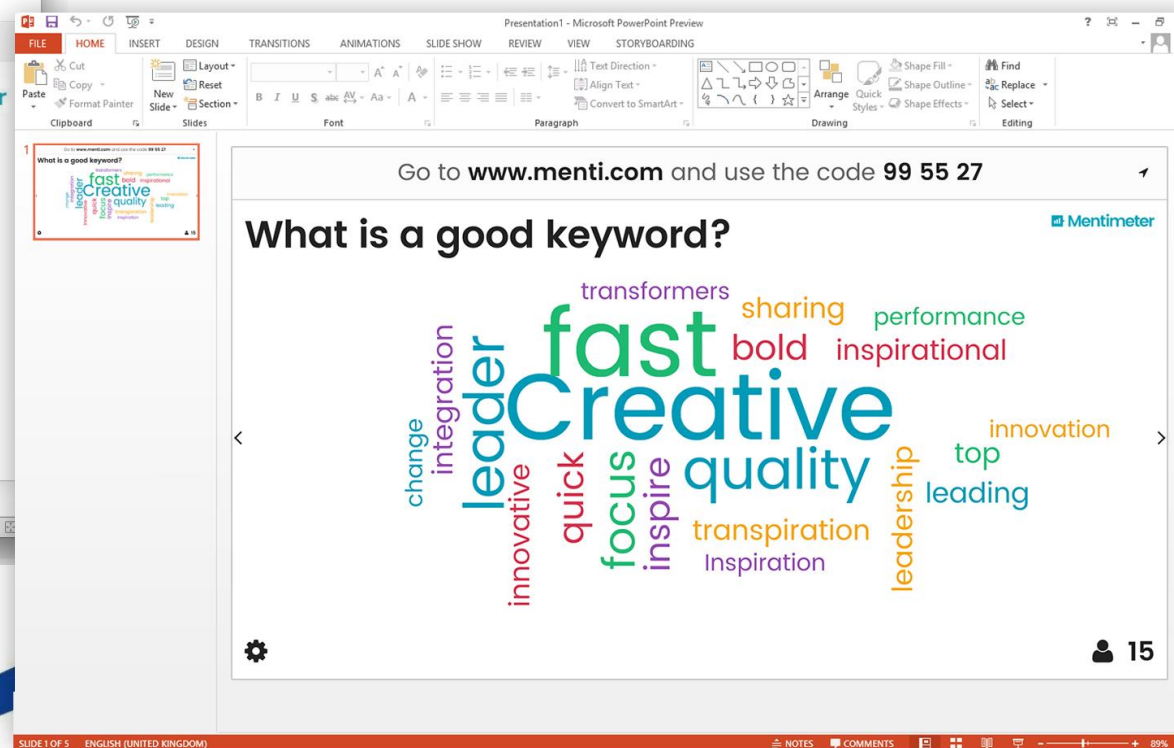 Presentation1 - Microsoft PowerPoint Preview
FILE HOME INSERT DESIGN TRANSITIONS ANIMATIONS SLIDE SHOW REVIEW VIEW STORYBOARDING
Paste
Cut
Copy
Format Painter
Clipboard
New Slide
Layout
Reset
Section
Slides
B I U S abc AV Aa A
Font
Text Direction
Align Text
Convert to SmartArt
Paragraph
Arrange
Quick Styles
Shape Fill
Shape Outline
Shape Effects
Drawing
Find
Replace
Select
Editing
1
Go to www.menti.com and use the code 99 55 27
What is a good keyword?
Mentimeter
transformers
sharing
performance
fast
bold
inspirational
integration
leader
Creative
change
innovation
top
quality
leading
innovative
quick
focus
inspire
leadership
transpiration
Inspiration
15
SLIDE 1 OF 5 ENGLISH (UNITED KINGDOM) NOTES COMMENTS 89%